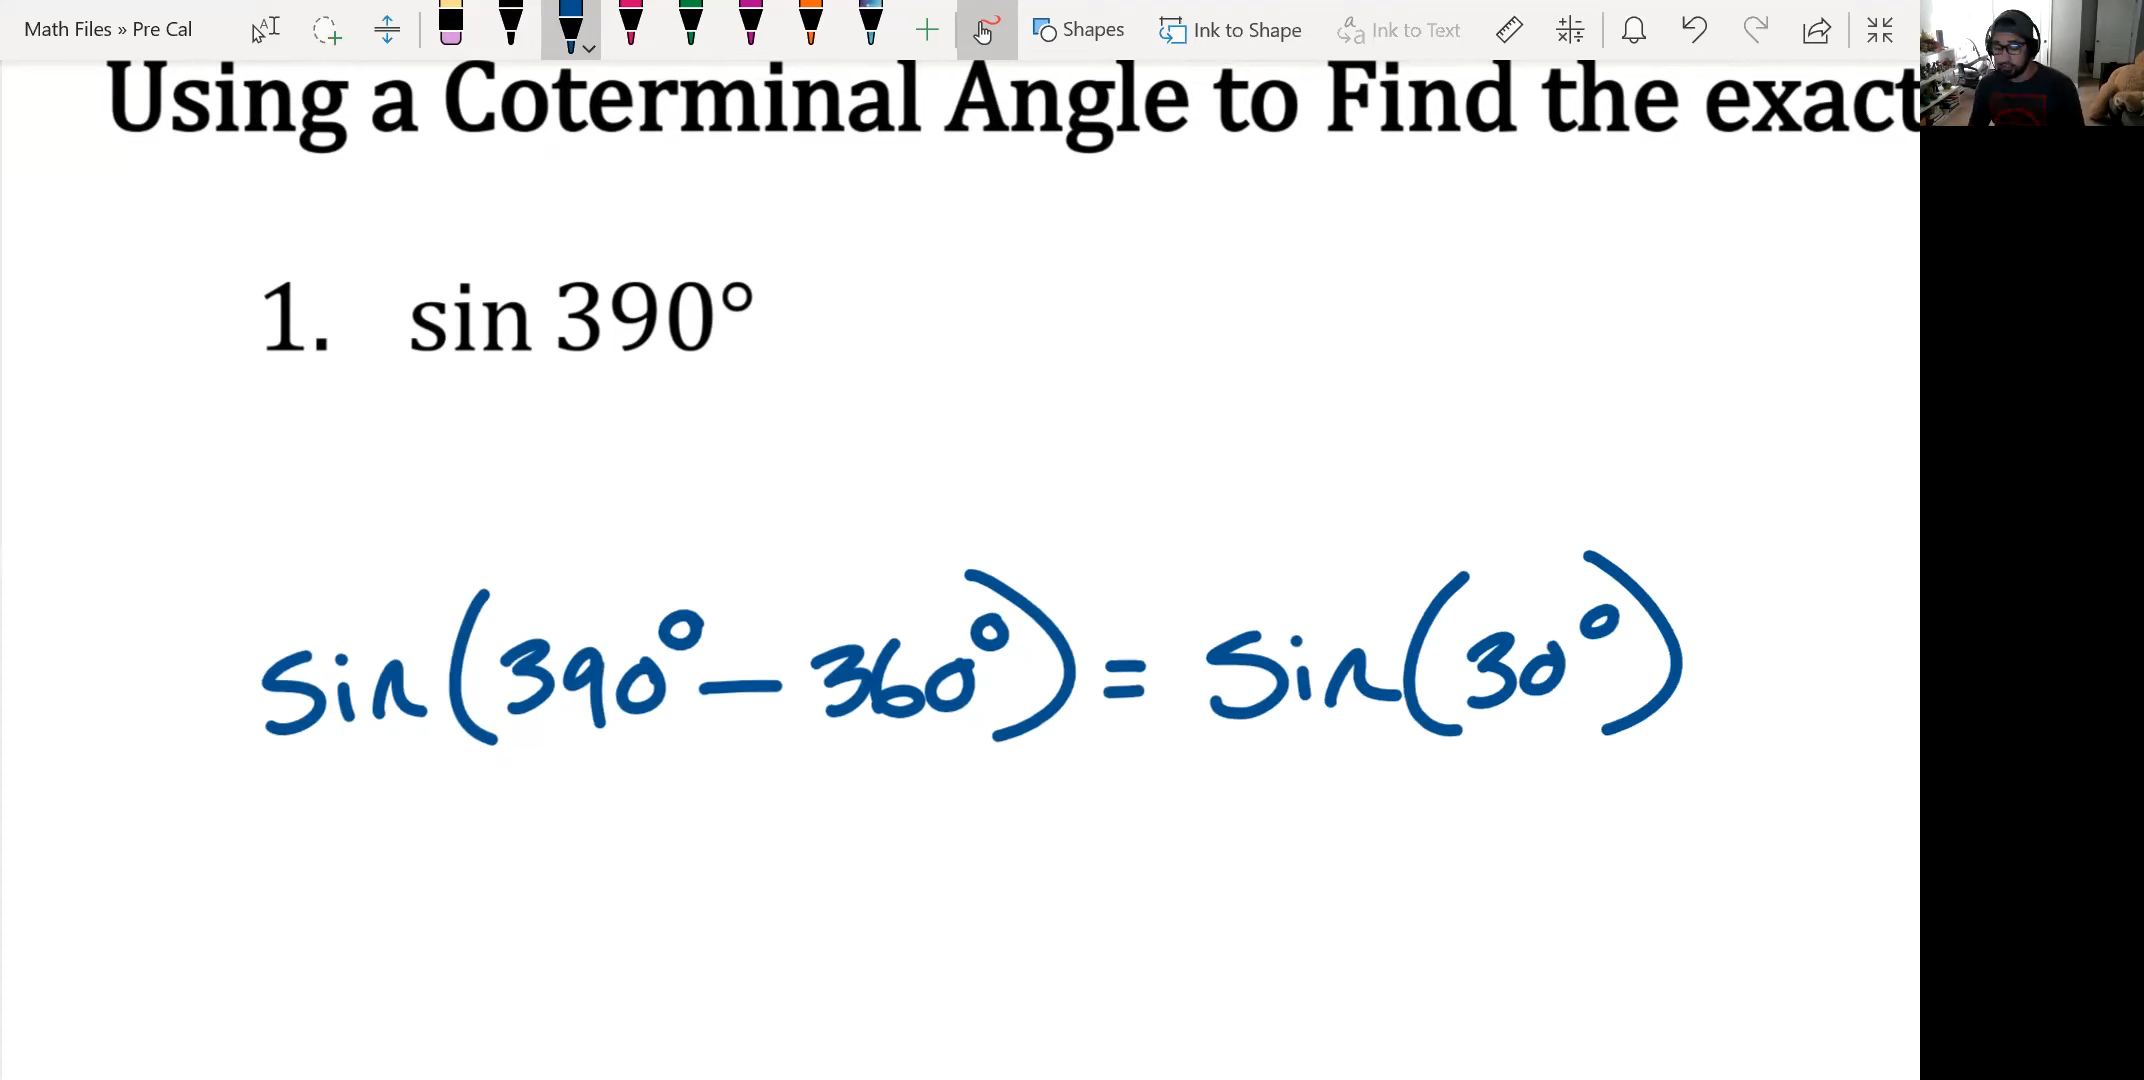 Math Files » Pre Cal Shapes Ink to Shape Ink to Text
Using a Coterminal Angle to Find the exact
1. sin 390°
sin(390° − 360°) = sin(30°)